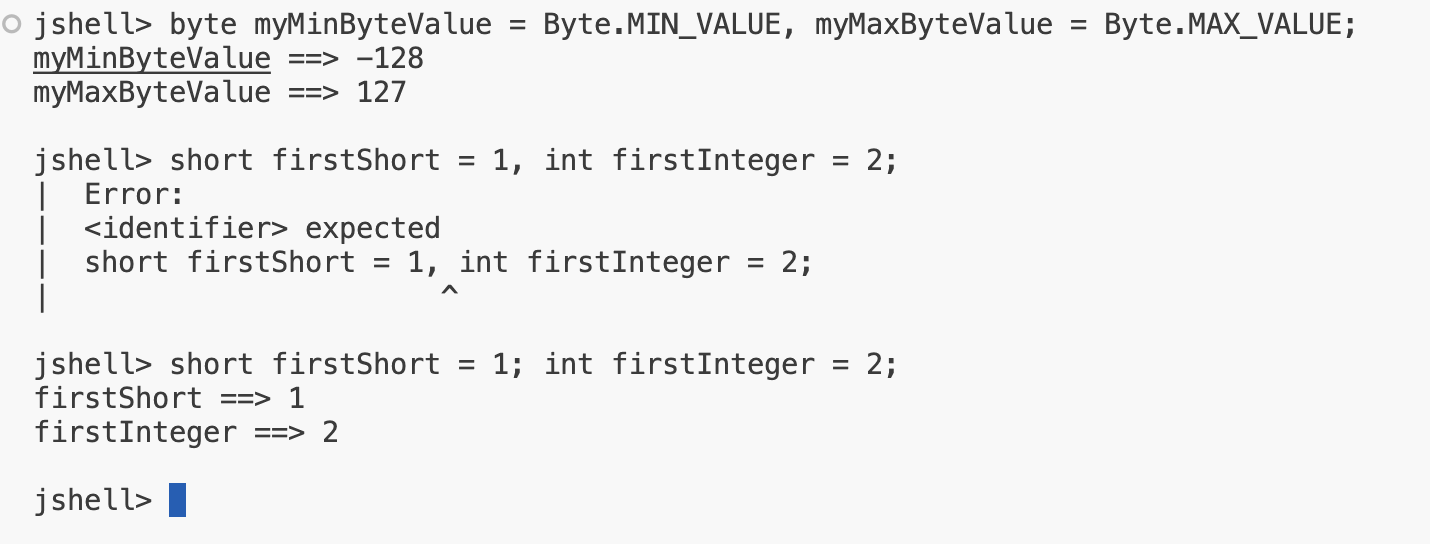 jshell> byte myMinByteValue = Byte.MIN_VALUE, myMaxByteValue = Byte.MAX_VALUE;
myMinByteValue ==> -128
myMaxByteValue ==> 127

jshell> short firstShort = 1, int firstInteger = 2;
|  Error:
|  <identifier> expected
|  short firstShort = 1, int firstInteger = 2;
|                       ^

jshell> short firstShort = 1; int firstInteger = 2;
firstShort ==> 1
firstInteger ==> 2

jshell>